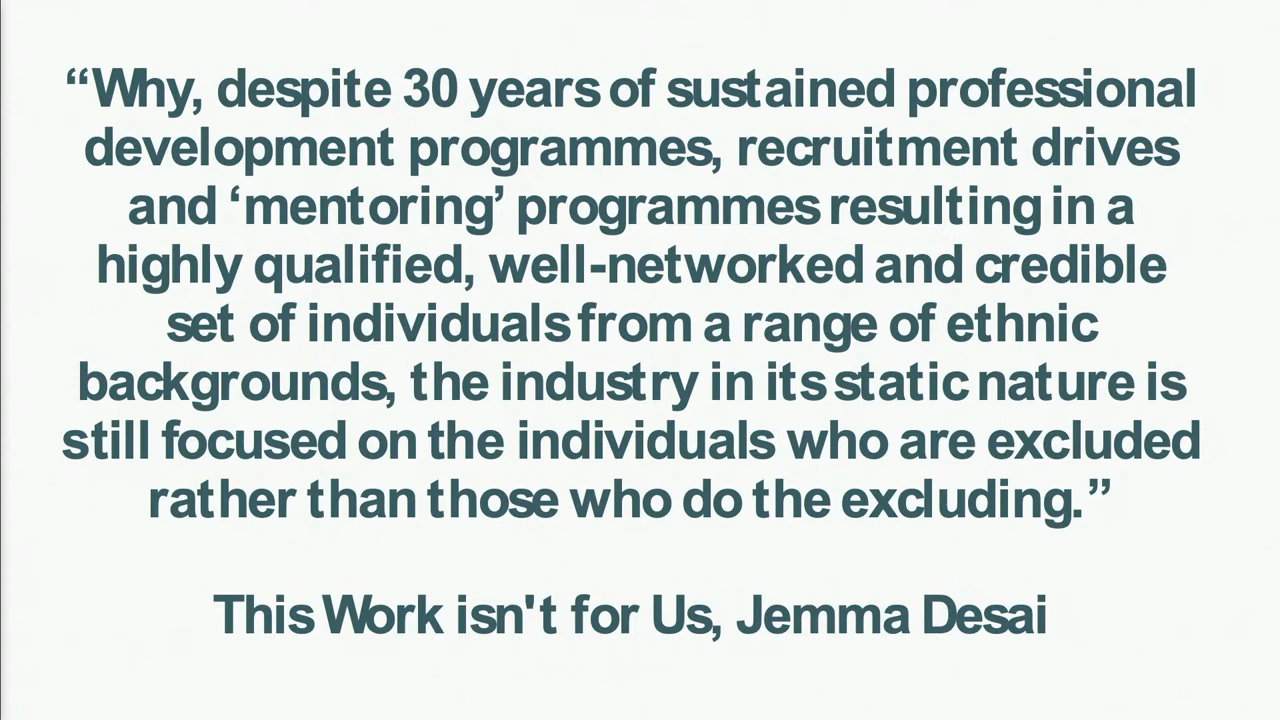 “Why, despite 30 years of sustained professional
development programmes, recruitment drives
and ‘mentoring’ programmes resulting in a
highly qualified, well-networked and credible
set of individuals from a range of ethnic
backgrounds, the industry in its static nature is
still focused on the individuals who are excluded
rather than those who do the excluding.”
This Work isn't for Us, Jemma Desai